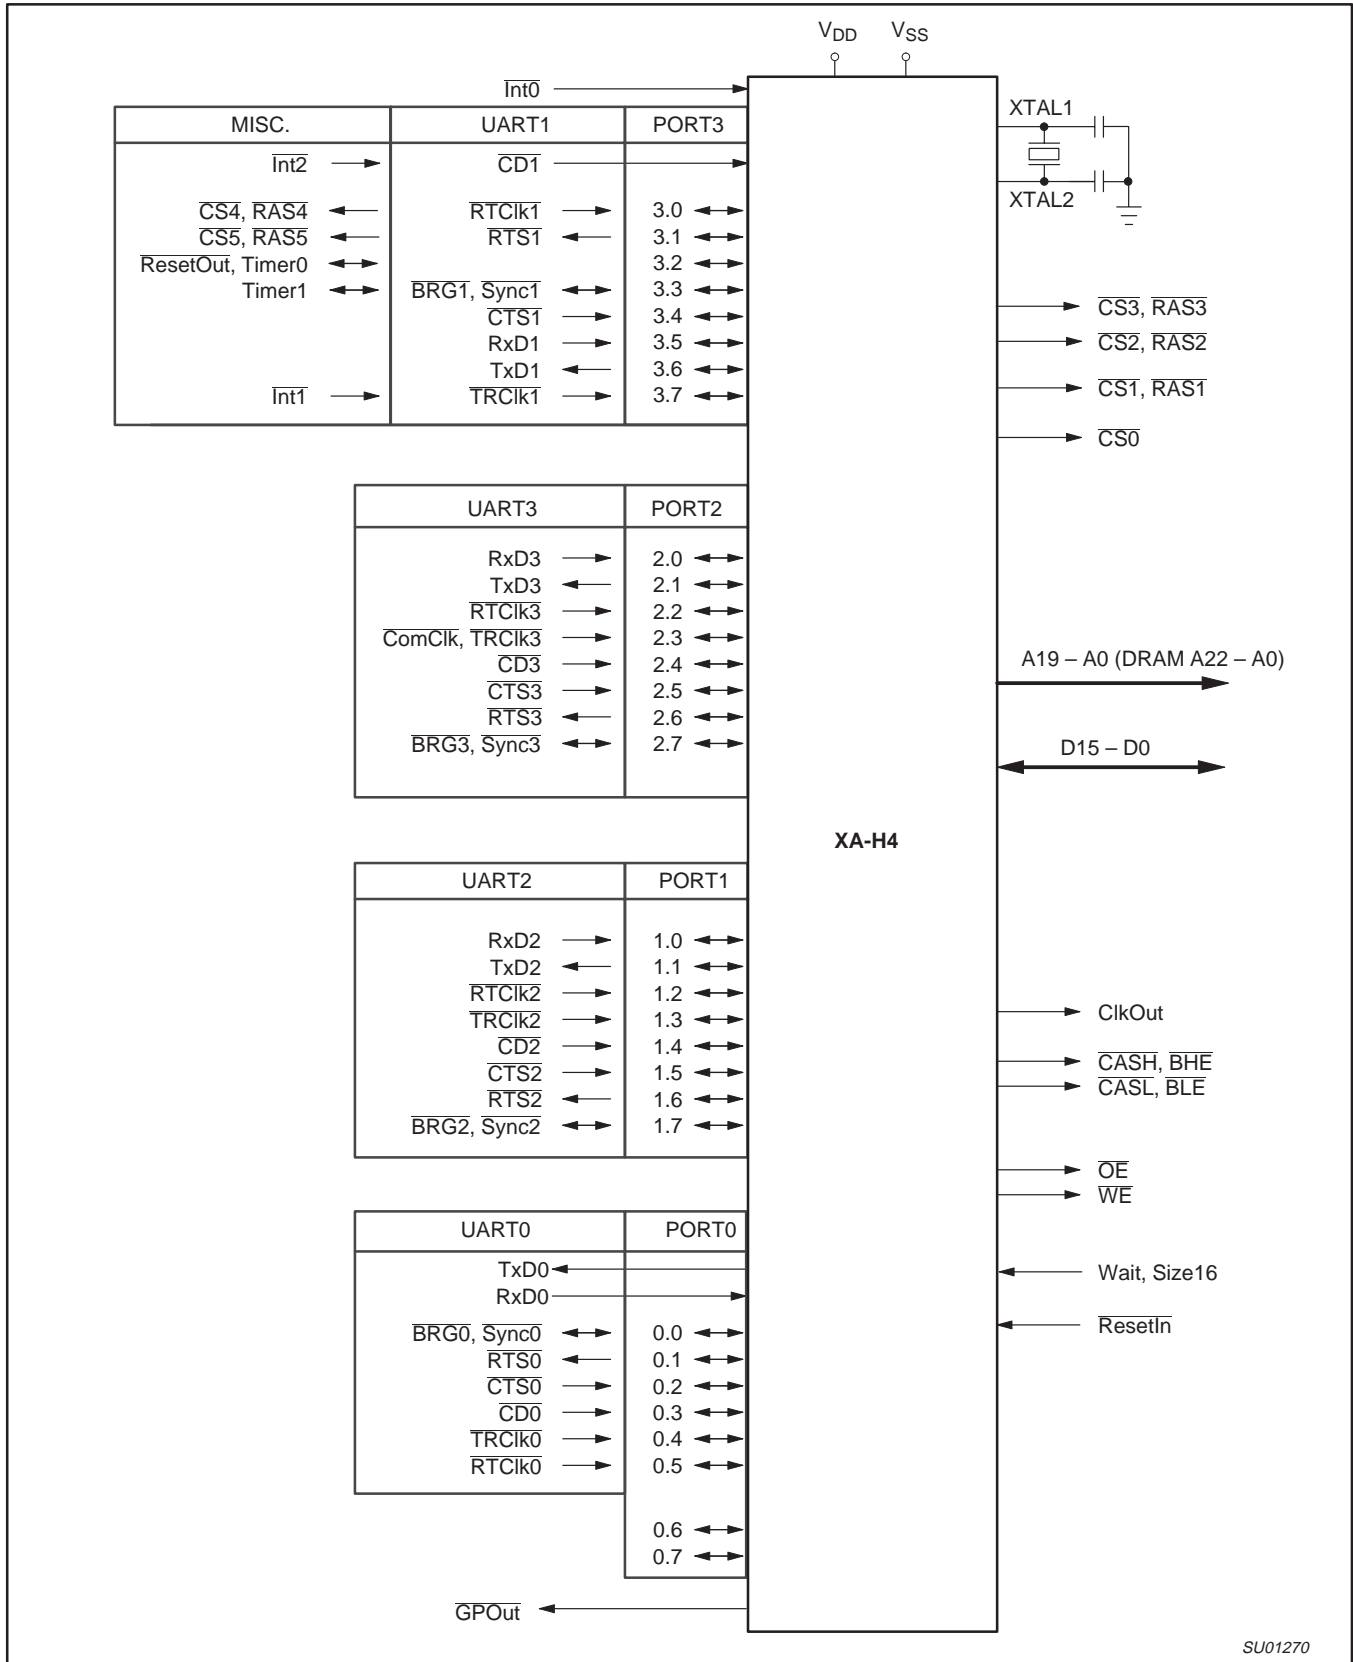 VDD VSS
Int0
XTAL1
MISC. UART1 PORT3
Int2 CD1
XTAL2
CS4, RAS4 RTClk1 3.0
CS5, RAS5 RTS1 3.1
ResetOut, Timer0 3.2
Timer1 BRG1, Sync1 3.3
CTS1 3.4
RxD1 3.5
TxD1 3.6
Int1 TRClk1 3.7
CS3, RAS3
CS2, RAS2
CS1, RAS1
CS0
UART3 PORT2
RxD3 2.0
TxD3 2.1
RTClk3 2.2
ComClk, TRClk3 2.3
CD3 2.4
CTS3 2.5
RTS3 2.6
BRG3, Sync3 2.7
A19 – A0 (DRAM A22 – A0)
D15 – D0
XA-H4
UART2 PORT1
RxD2 1.0
TxD2 1.1
RTClk2 1.2
TRClk2 1.3
CD2 1.4
CTS2 1.5
RTS2 1.6
BRG2, Sync2 1.7
ClkOut
CASH, BHE
CASL, BLE
OE
WE
UART0 PORT0
TxD0
RxD0
BRG0, Sync0 0.0
RTS0 0.1
CTS0 0.2
CD0 0.3
TRClk0 0.4
RTClk0 0.5
0.6
0.7
Wait, Size16
ResetIn
GPOut
SU01270